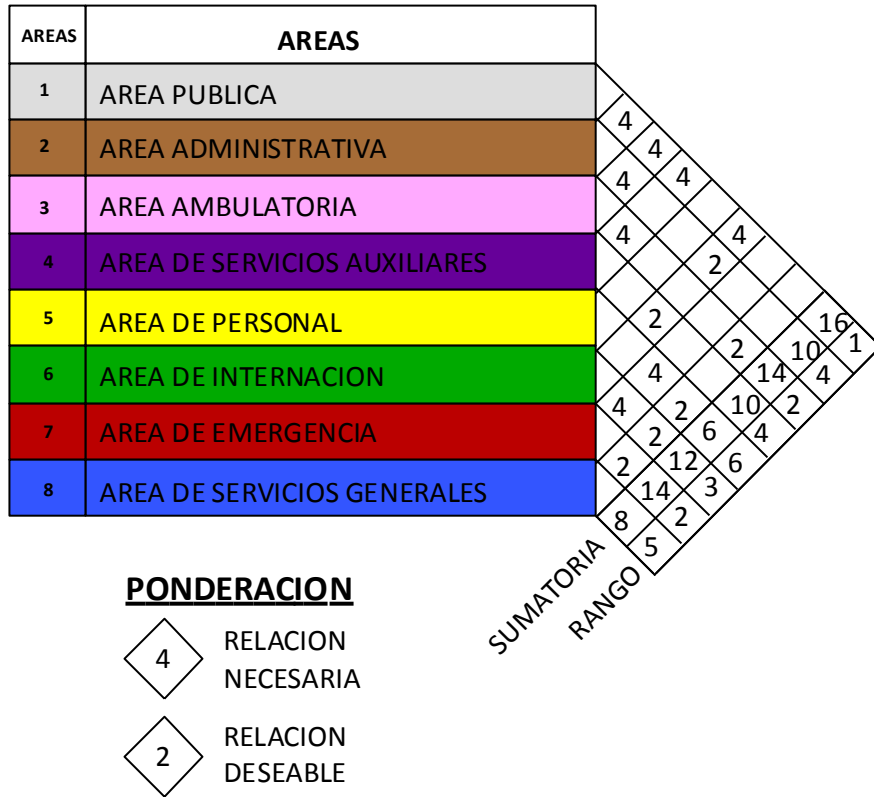 AREAS AREAS
1 AREA PUBLICA
4
2 AREA ADMINISTRATIVA 4
4 4
3 AREA AMBULATORIA
4 4
4 AREA DE SERVICIOS AUXILIARES 2
5 AREA DE PERSONAL 2 16
2 10 1
6 AREA DE INTERNACION 4 14 4
4 2 10 2
7 AREA DE EMERGENCIA 2 6 4
2 12 6
8 AREA DE SERVICIOS GENERALES 14 3
8 2
5
SUMATORIA
RANGO
PONDERACION
4 RELACION
NECESARIA
2 RELACION
DESEABLE